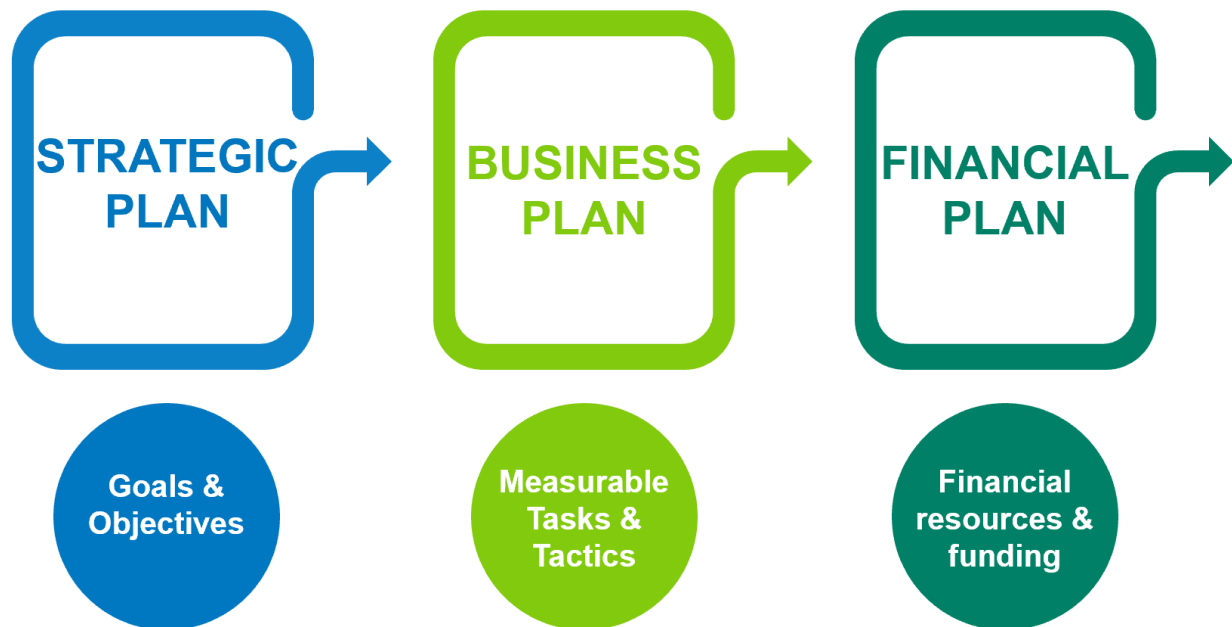 STRATEGIC
PLAN
BUSINESS
PLAN
FINANCIAL
PLAN
Goals &
Objectives
Measurable
Tasks &
Tactics
Financial
resources &
funding